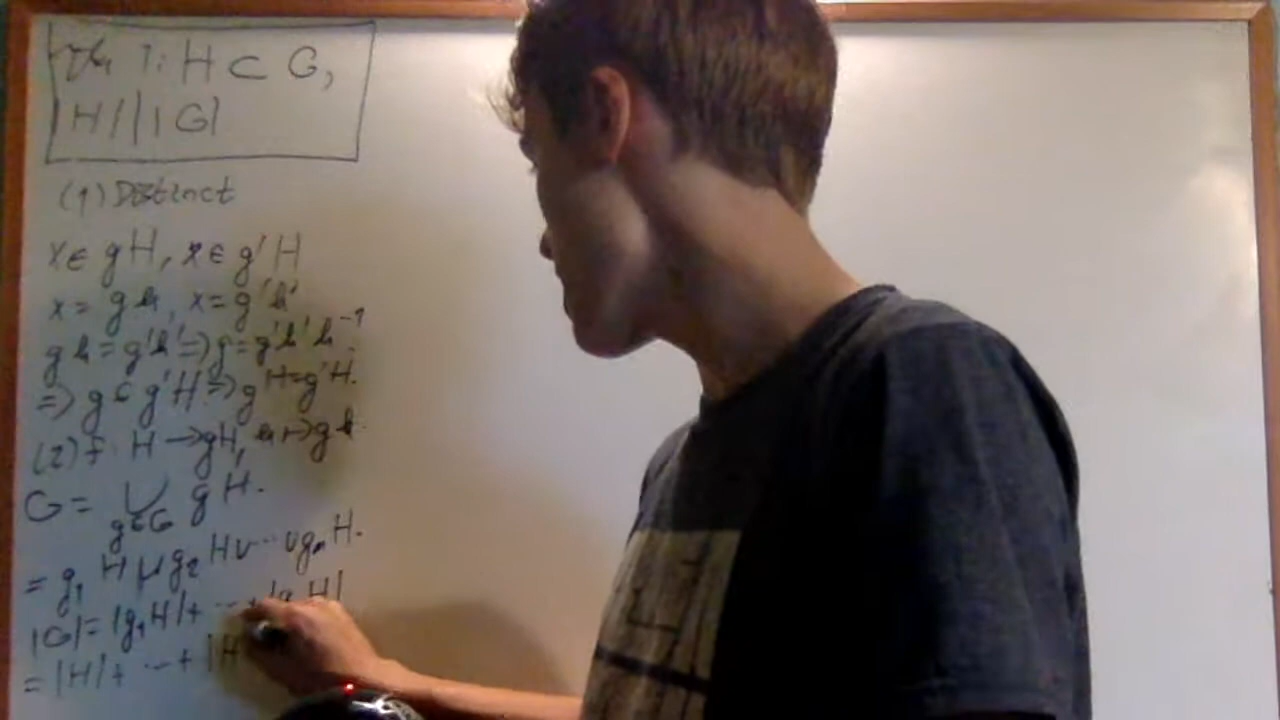 Th 1: H ⊂ G,
|H| | |G|
(1) Distinct
x ∈ gH, x ∈ g'H
x = gh, x = g'h'
gh = g'h' => g = g'h'h⁻¹.
=> g ∈ g'H => gH = g'H.
(2) f: H → gH, h ↦ gh.
G = ∪ gH.
g∈G
= g₁H ∪ g₂H ∪ ... ∪ gₙH.
|G| = |g₁H| + ... + |gₙH|
= |H| + ... + |H